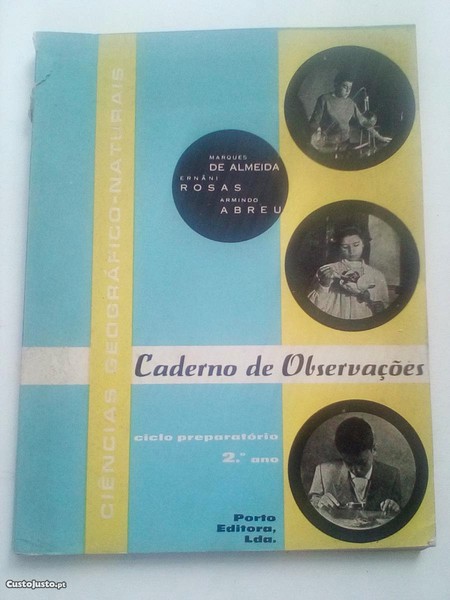 CIÊNCIAS GEOGRÁFICO-NATURAIS
MARQUES
DE ALMEIDA
ERNÂNI
ROSAS
ARMINDO
ABREU
Caderno de Observações
ciclo preparatório
2.º ano
Porto
Editora,
Lda.
CustoJusto.pt